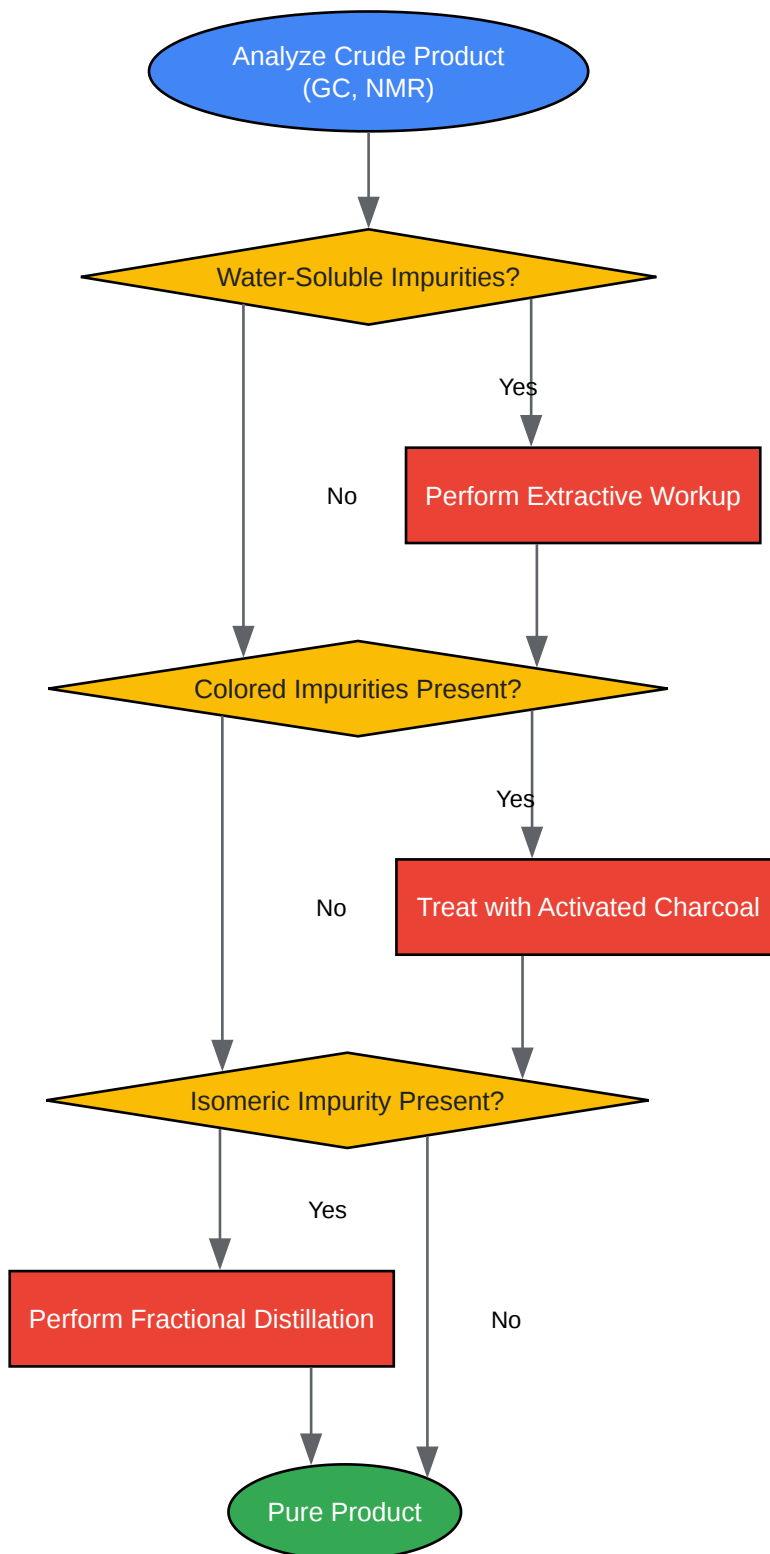 Analyze Crude Product
(GC, NMR)
Water-Soluble Impurities?
Yes
No
Perform Extractive Workup
Colored Impurities Present?
Yes
No
Treat with Activated Charcoal
Isomeric Impurity Present?
Yes
Perform Fractional Distillation
No
Pure Product